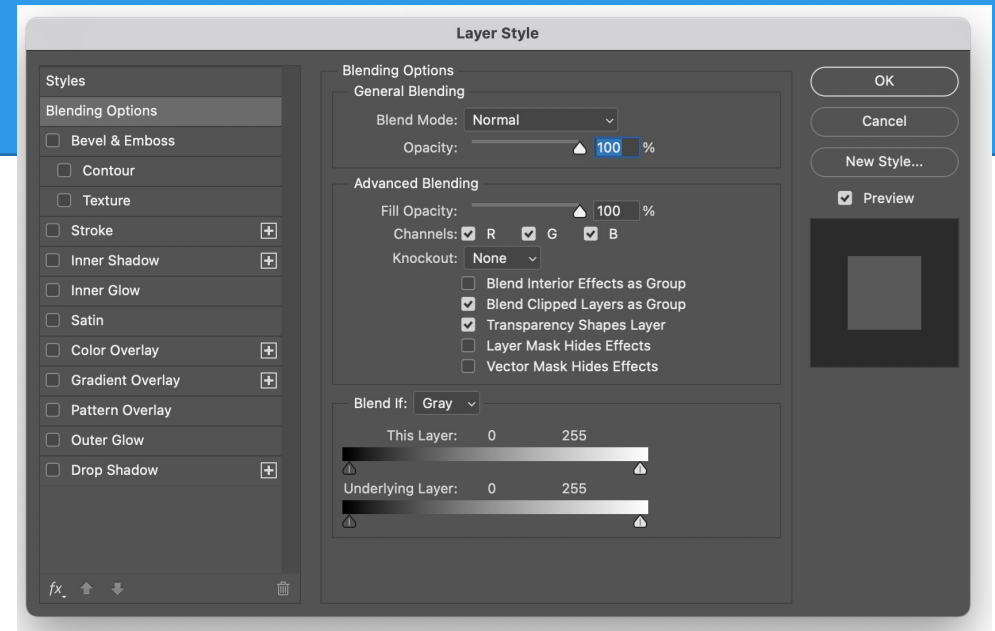 Layer Style
Styles
Blending Options
Bevel & Emboss
Contour
Texture
Stroke
Inner Shadow
Inner Glow
Satin
Color Overlay
Gradient Overlay
Pattern Overlay
Outer Glow
Drop Shadow
fx
Blending Options
General Blending
Blend Mode: Normal
Opacity: 100 %
Advanced Blending
Fill Opacity: 100 %
Channels: R G B
Knockout: None
Blend Interior Effects as Group
Blend Clipped Layers as Group
Transparency Shapes Layer
Layer Mask Hides Effects
Vector Mask Hides Effects
Blend If: Gray
This Layer: 0 255
Underlying Layer: 0 255
OK
Cancel
New Style...
Preview